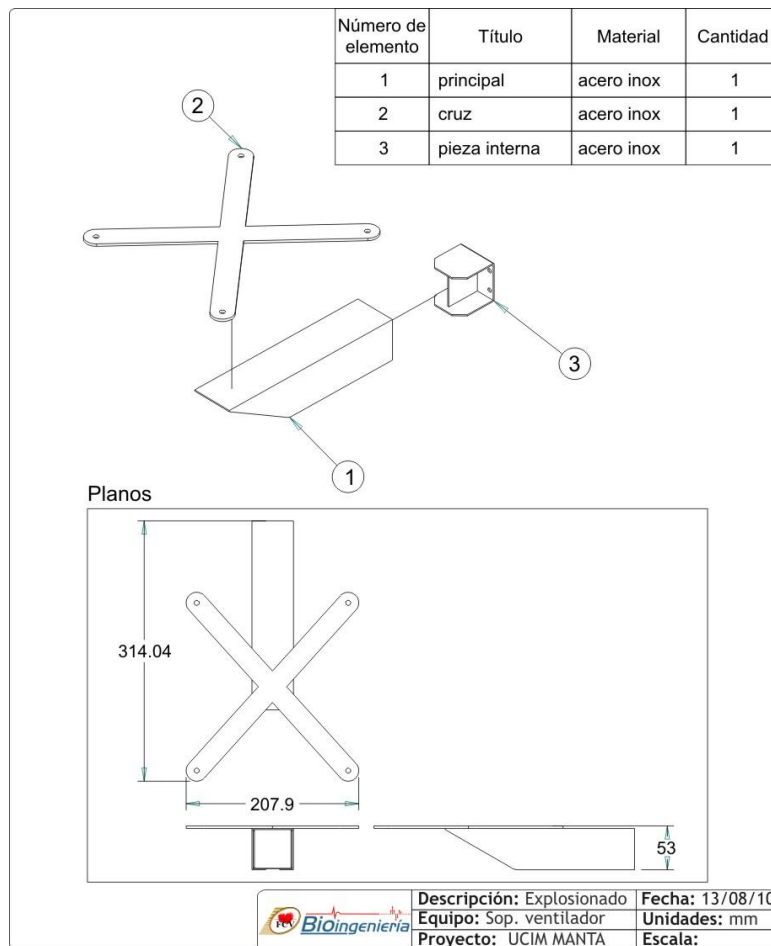 Número de elemento Título Material Cantidad
1 principal acero inox 1
2 cruz acero inox 1
3 pieza interna acero inox 1
2
3
1
Planos
314.04
207.9
53
FCV Bioingeniería
Descripción: Explosionado Fecha: 13/08/10
Equipo: Sop. ventilador Unidades: mm
Proyecto: UCIM MANTA Escala: